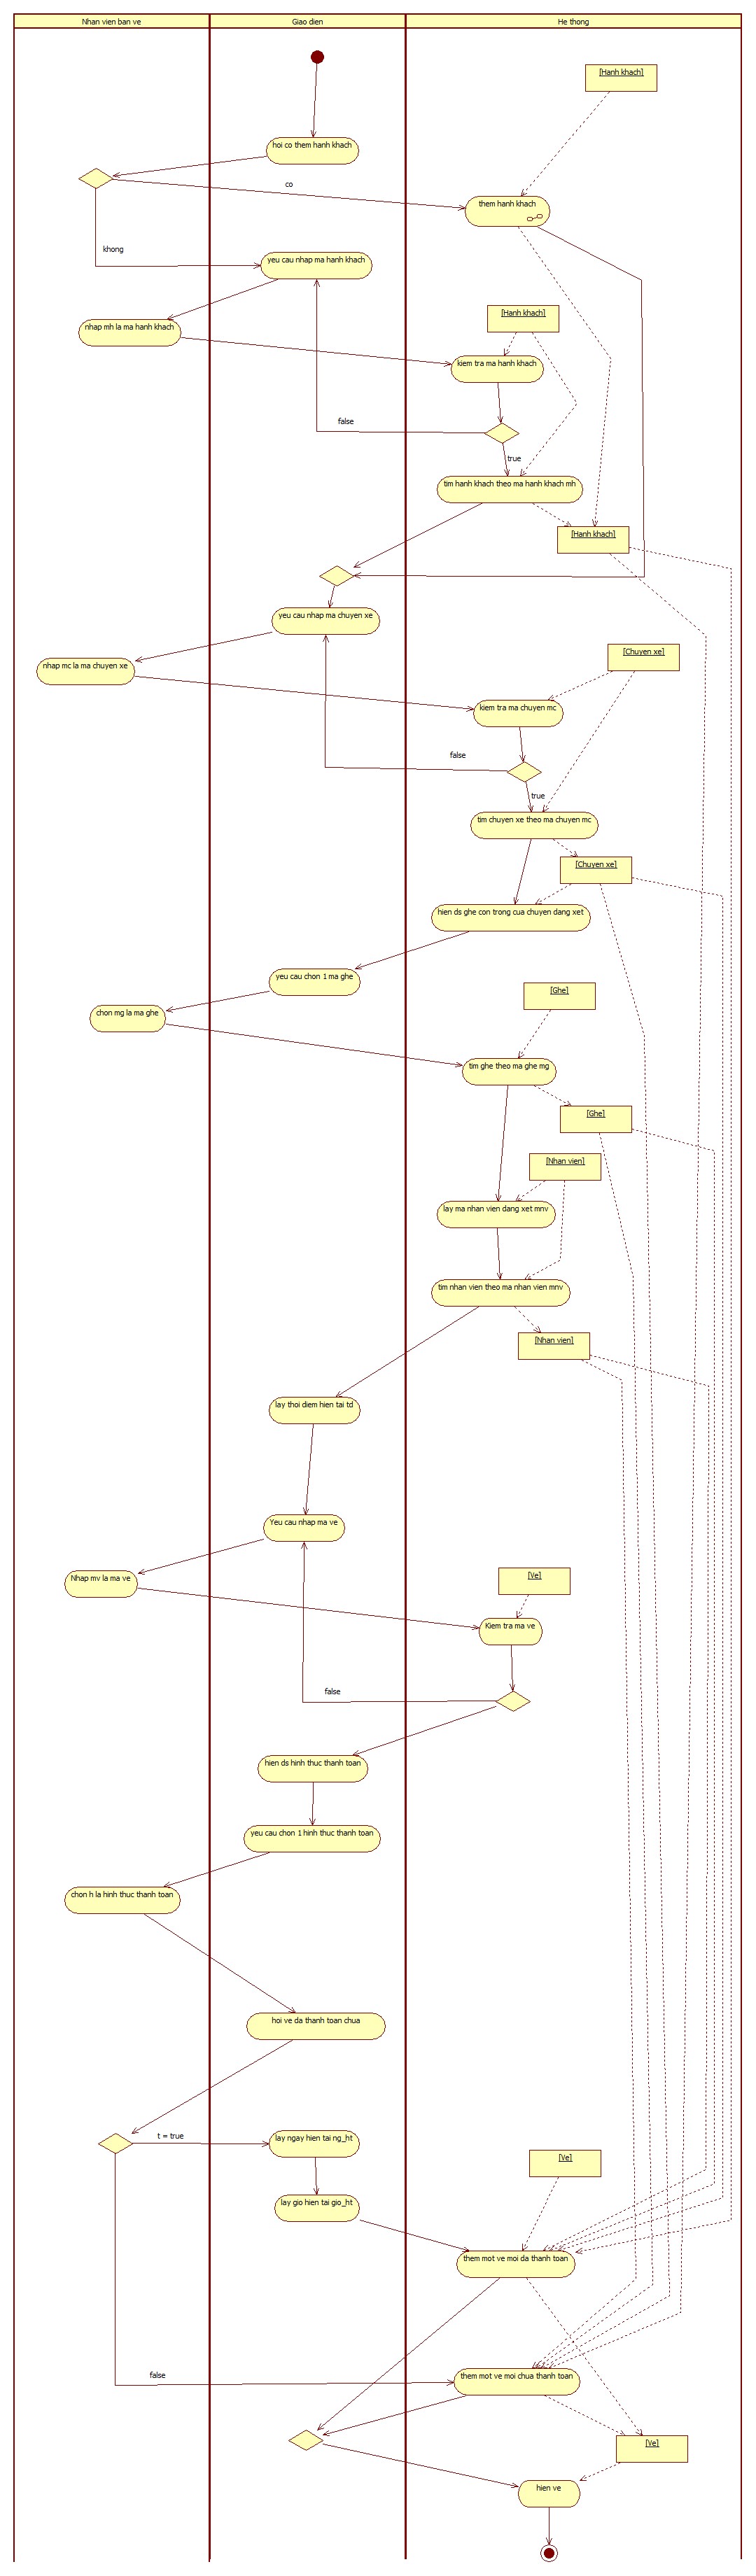 Nhan vien ban ve
Giao dien
He thong
[Hanh khach]
hoi co them hanh khach
co
them hanh khach
khong
yeu cau nhap ma hanh khach
[Hanh khach]
nhap mh la ma hanh khach
kiem tra ma hanh khach
false
true
tim hanh khach theo ma hanh khach mh
[Hanh khach]
yeu cau nhap ma chuyen xe
[Chuyen xe]
nhap mc la ma chuyen xe
kiem tra ma chuyen mc
false
true
tim chuyen xe theo ma chuyen mc
[Chuyen xe]
hien ds ghe con trong cua chuyen dang xet
yeu cau chon 1 ma ghe
[Ghe]
chon mg la ma ghe
tim ghe theo ma ghe mg
[Ghe]
[Nhan vien]
lay ma nhan vien dang xet mnv
tim nhan vien theo ma nhan vien mnv
[Nhan vien]
lay thoi diem hien tai td
Yeu cau nhap ma ve
[Ve]
Nhap mv la ma ve
Kiem tra ma ve
false
hien ds hinh thuc thanh toan
yeu cau chon 1 hinh thuc thanh toan
chon h la hinh thuc thanh toan
hoi ve da thanh toan chua
t = true
lay ngay hien tai ng_ht
[Ve]
lay gio hien tai gio_ht
them mot ve moi da thanh toan
false
them mot ve moi chua thanh toan
[Ve]
hien ve